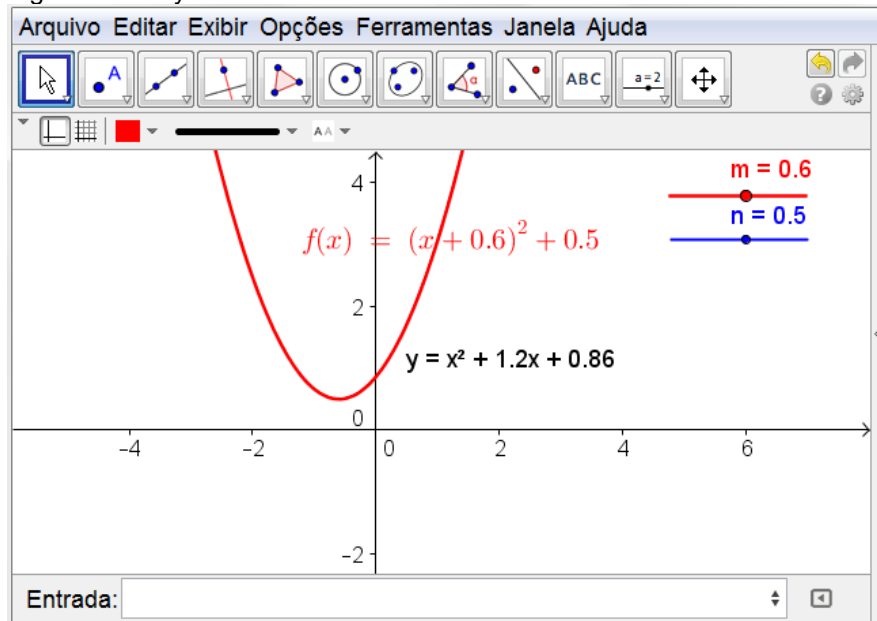 Arquivo Editar Exibir Opções Ferramentas Janela Ajuda
A
α
ABC
a=2
A A
m = 0.6
n = 0.5
f(x) = (x + 0.6)² + 0.5
y = x² + 1.2x + 0.86
4
2
0
-2
-4 -2 0 2 4 6
Entrada: